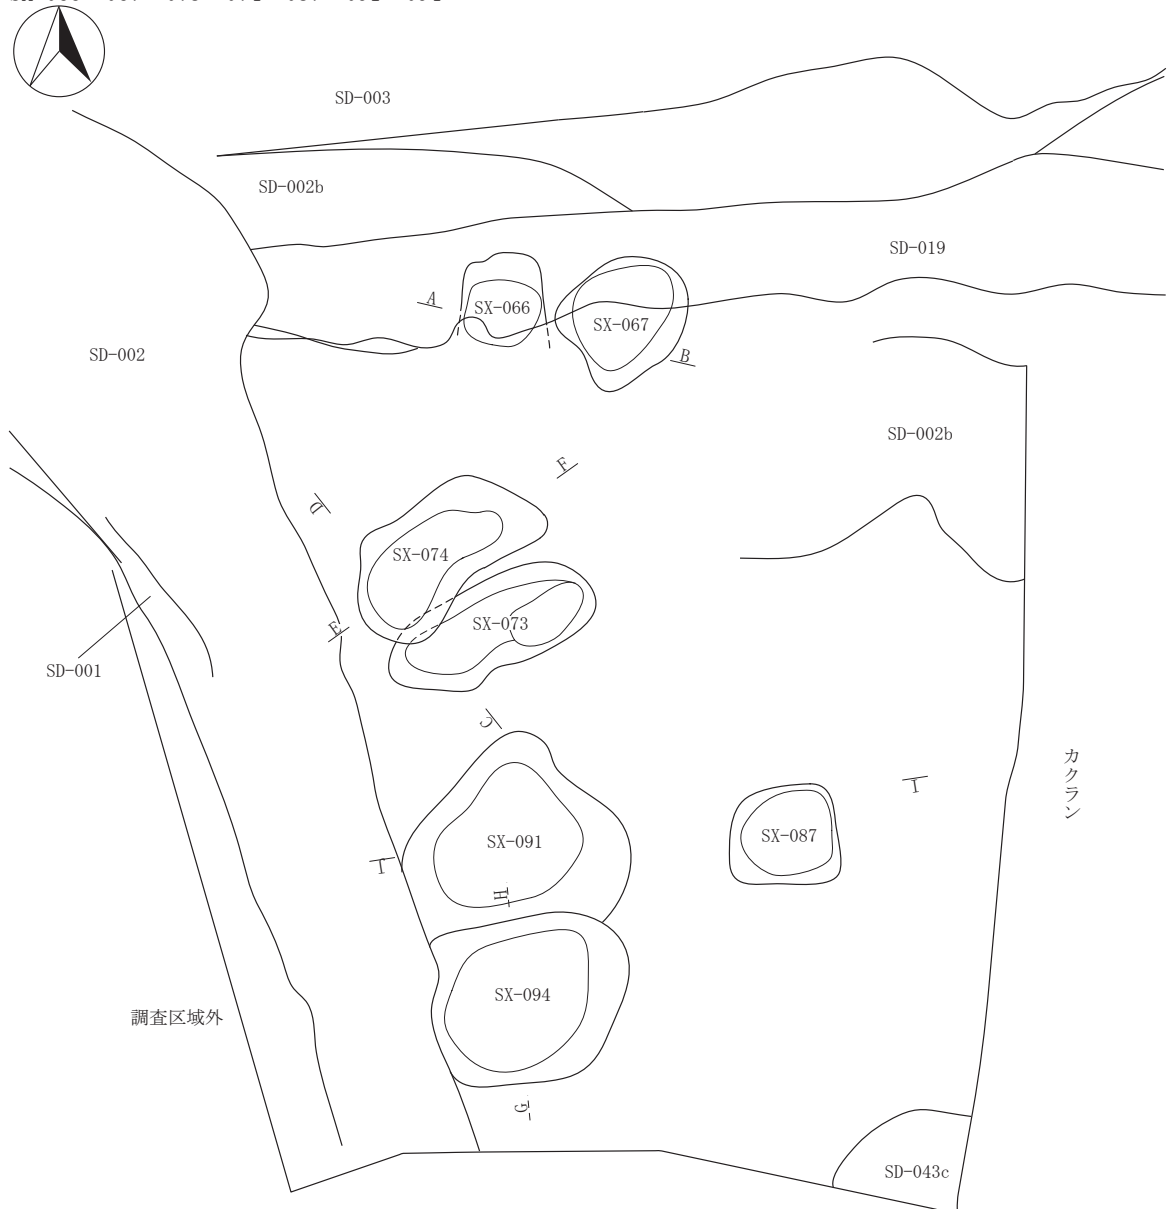 SD-003
SD-002b
SD-019
A
SX-066
SX-067
SD-002
B
SD-002b
F
D
SX-074
E
SX-073
SD-001
C
カクラン
I
SX-087
SX-091
J
H
SX-094
調査区域外
G
SD-043c